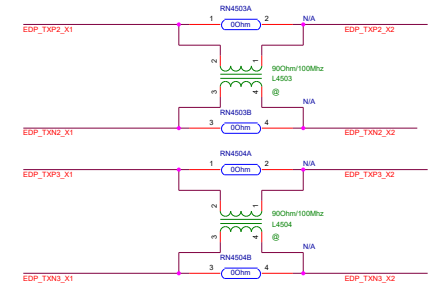 RN4503A
1 0Ohm 2 N/A
EDP_TXP2_X1 EDP_TXP2_X2
2 1
90Ohm/100Mhz
L4503
3 4 @
N/A
RN4503B
3 0Ohm 4
EDP_TXN2_X1 EDP_TXN2_X2
RN4504A
1 0Ohm 2 N/A
EDP_TXP3_X1 EDP_TXP3_X2
2 1
90Ohm/100Mhz
L4504
3 4 @
N/A
RN4504B
3 0Ohm 4
EDP_TXN3_X1 EDP_TXN3_X2